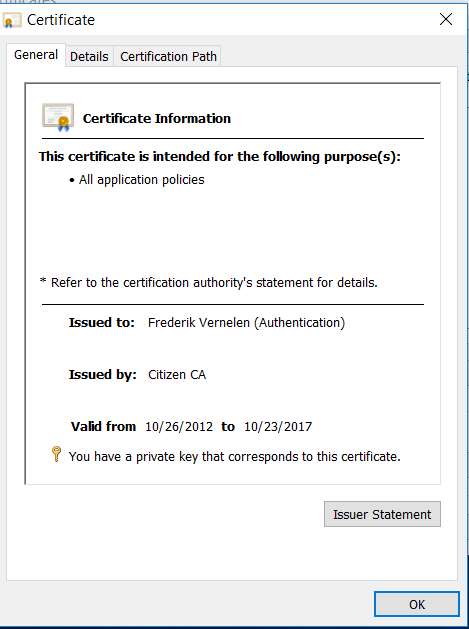 Certificate
General
Details
Certification Path
Certificate Information
This certificate is intended for the following purpose(s):
• All application policies
* Refer to the certification authority's statement for details.
Issued to: Frederik Vernelen (Authentication)
Issued by: Citizen CA
Valid from 10/26/2012 to 10/23/2017
You have a private key that corresponds to this certificate.
Issuer Statement
OK